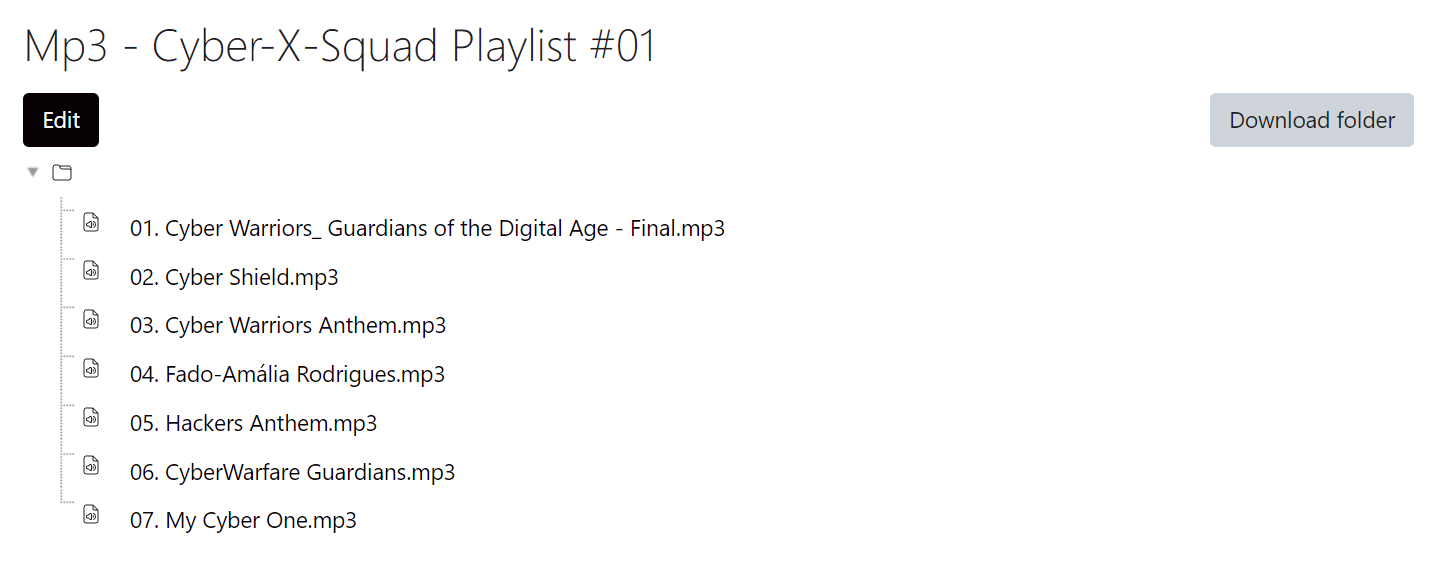 Mp3 - Cyber-X-Squad Playlist #01
Edit
Download folder
01. Cyber Warriors_ Guardians of the Digital Age - Final.mp3
02. Cyber Shield.mp3
03. Cyber Warriors Anthem.mp3
04. Fado-Amália Rodrigues.mp3
05. Hackers Anthem.mp3
06. CyberWarfare Guardians.mp3
07. My Cyber One.mp3